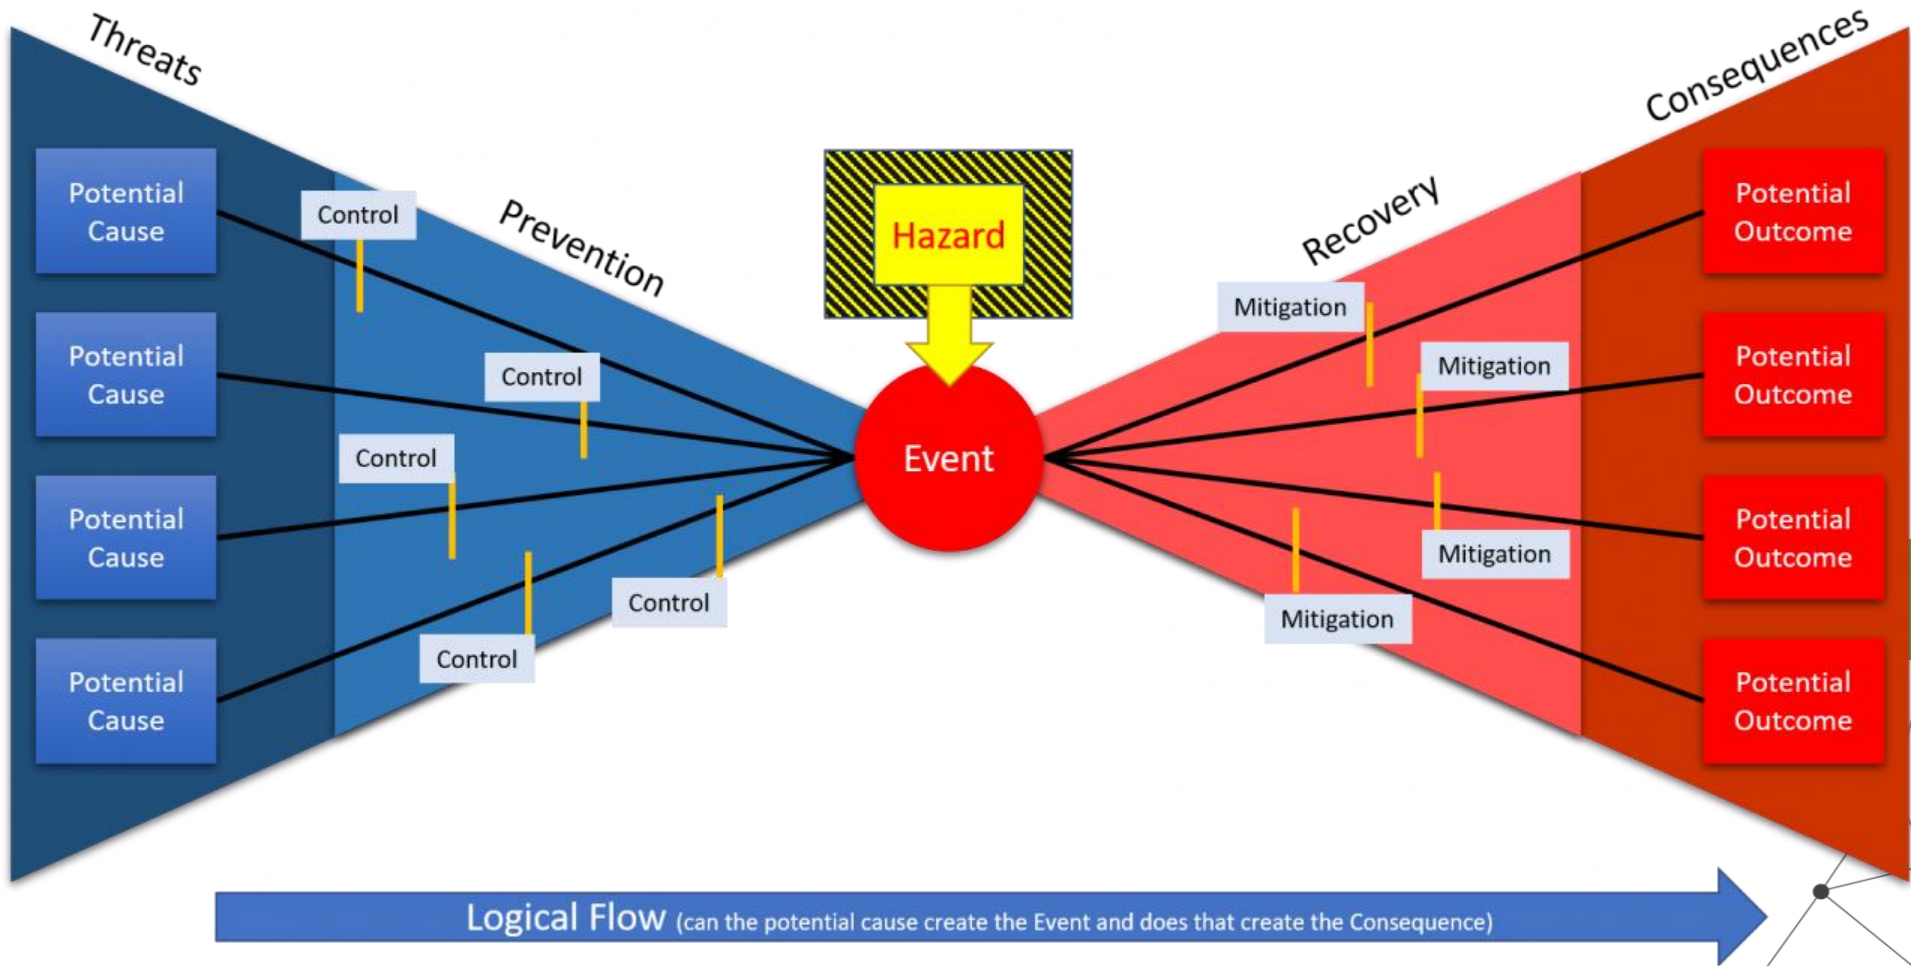 Threats
Consequences
Potential
Cause
Control
Prevention
Hazard
Recovery
Potential
Outcome
Mitigation
Potential
Cause
Control
Mitigation
Potential
Outcome
Control
Event
Potential
Cause
Control
Mitigation
Potential
Outcome
Control
Mitigation
Potential
Cause
Potential
Outcome
Logical Flow (can the potential cause create the Event and does that create the Consequence)